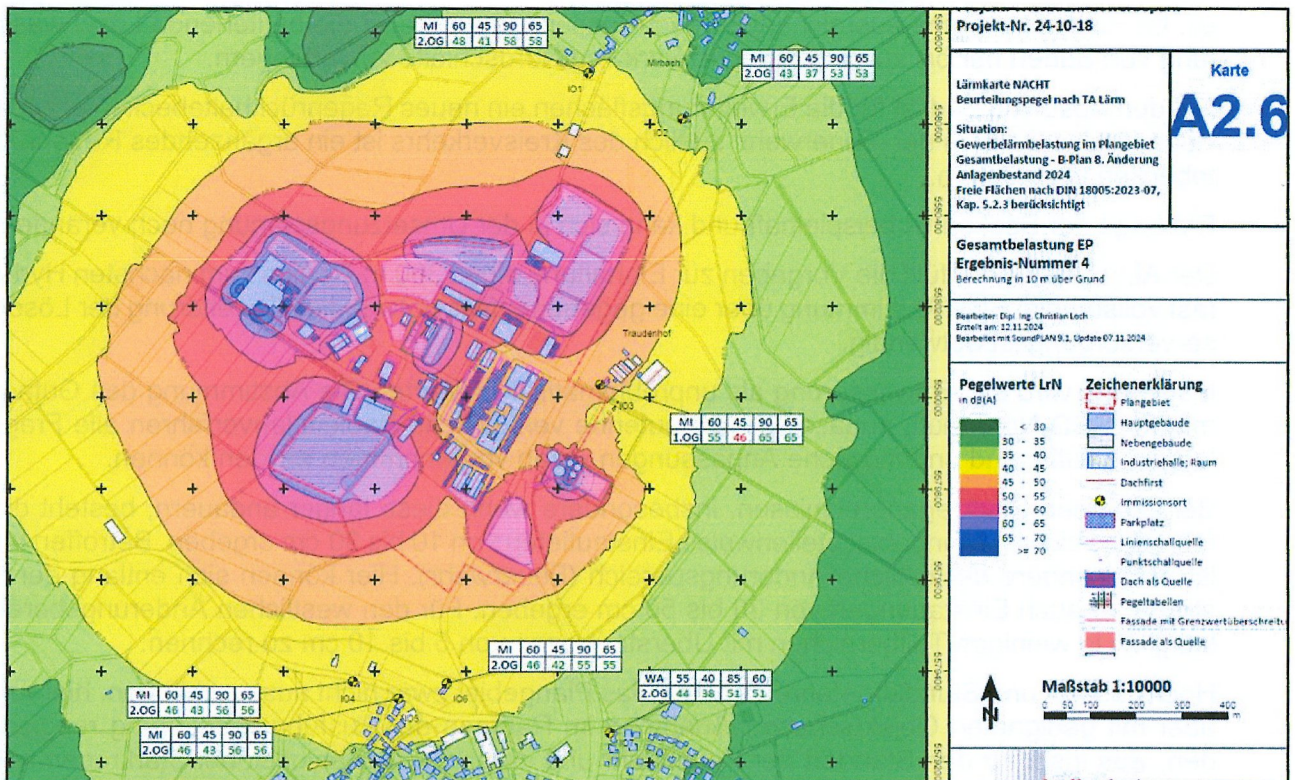 MI 60 45 90 65
2.OG 48 41 58 58
MI 60 45 90 65
2.OG 43 37 53 53
Mirbach
IO1
IO2
Traudenhof
IO3
MI 60 45 90 65
1.OG 55 46 65 65
MI 60 45 90 65
2.OG 46 42 55 55
WA 55 40 85 60
2.OG 44 38 51 51
MI 60 45 90 65
2.OG 46 43 56 56
MI 60 45 90 65
2.OG 46 43 56 56
IO4
IO5
IO6
5580600
5580400
5580200
5580000
5579800
5579600
5579400
5579200
Projekt-Nr. 24-10-18
Lärmkarte NACHT
Beurteilungspegel nach TA Lärm
Situation:
Gewerbelärmbelastung im Plangebiet
Gesamtbelastung - B-Plan 8. Änderung
Anlagenbestand 2024
Freie Flächen nach DIN 18005:2023-07,
Kap. 5.2.3 berücksichtigt
Karte
A2.6
Gesamtbelastung EP
Ergebnis-Nummer 4
Berechnung in 10 m über Grund
Bearbeiter: Dipl. Ing. Christian Loch
Erstellt am: 12.11.2024
Bearbeitet mit SoundPLAN 9.1, Update 07.11.2024
Pegelwerte LrN
in dB(A)
< 30
30 - 35
35 - 40
40 - 45
45 - 50
50 - 55
55 - 60
60 - 65
65 - 70
>= 70
Zeichenerklärung
Plangebiet
Hauptgebäude
Nebengebäude
Industriehalle; Raum
Dachfirst
Immissionsort
Parkplatz
Linienschallquelle
Punktschallquelle
Dach als Quelle
Pegeltabellen
Fassade mit Grenzwertüberschreitu
Fassade als Quelle
N
Maßstab 1:10000
0 50 100 200 300 400
m